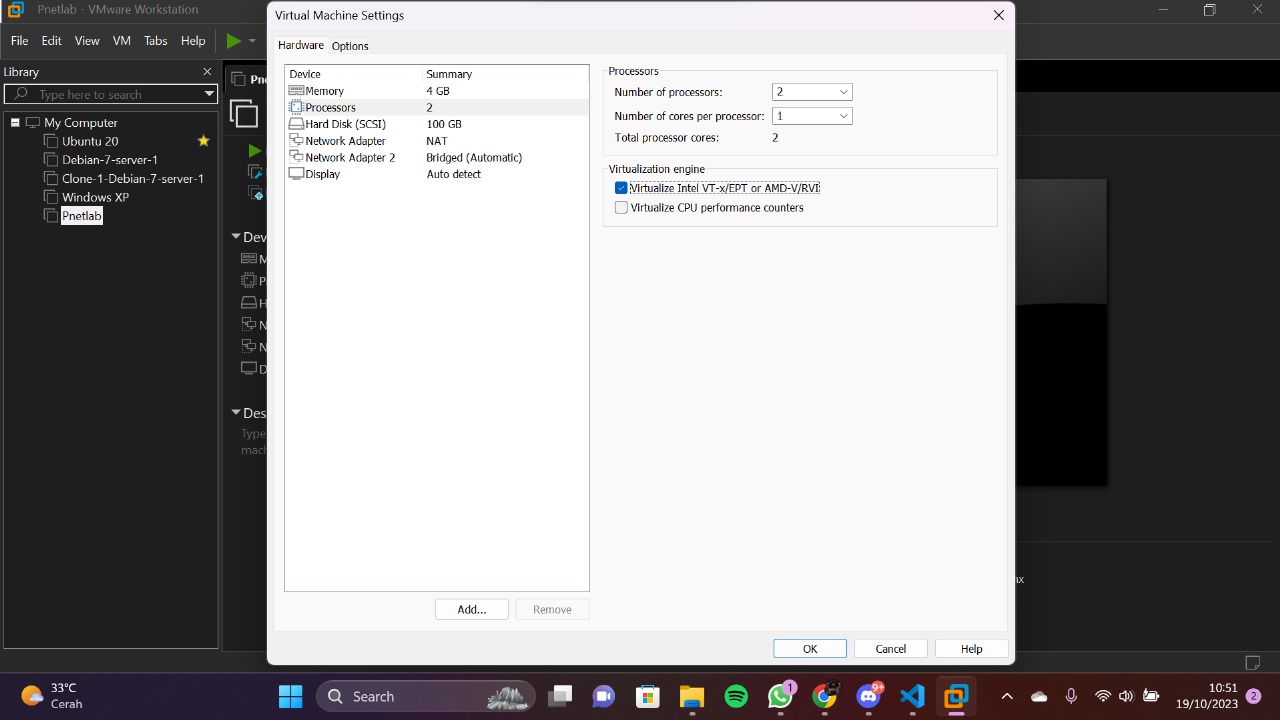 Pnetlab - VMware Workstation
File Edit View VM Tabs Help
Library
Type here to search
My Computer
Ubuntu 20
Debian-7-server-1
Clone-1-Debian-7-server-1
Windows XP
Pnetlab
Pn
Dev
M
P
H
N
N
D
Des
Type
mach
Virtual Machine Settings
Hardware Options
Device Summary
Memory 4 GB
Processors 2
Hard Disk (SCSI) 100 GB
Network Adapter NAT
Network Adapter 2 Bridged (Automatic)
Display Auto detect
Add... Remove
Processors
Number of processors: 2
Number of cores per processor: 1
Total processor cores: 2
Virtualization engine
Virtualize Intel VT-x/EPT or AMD-V/RVI
Virtualize CPU performance counters
OK Cancel Help
33°C
Cerah
Search
1
9+
10:51
19/10/2023
2